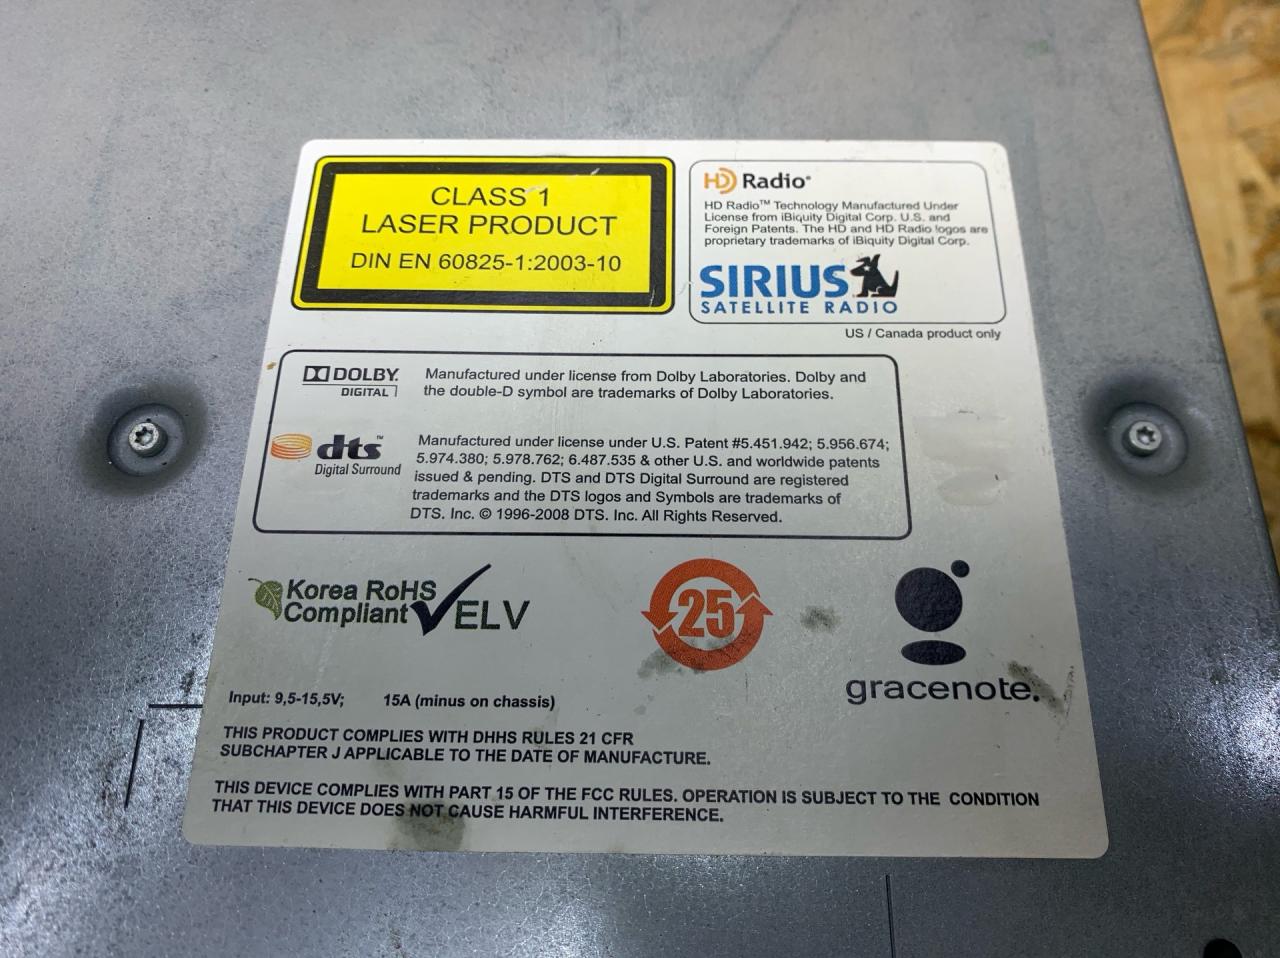 CLASS 1
LASER PRODUCT
DIN EN 60825-1:2003-10
HD Radio®
HD Radio™ Technology Manufactured Under
License from iBiquity Digital Corp. U.S. and
Foreign Patents. The HD and HD Radio logos are
proprietary trademarks of iBiquity Digital Corp.
SIRIUS
SATELLITE RADIO
US / Canada product only
DOLBY
DIGITAL
Manufactured under license from Dolby Laboratories. Dolby and
the double-D symbol are trademarks of Dolby Laboratories.
dts™
Digital Surround
Manufactured under license under U.S. Patent #5.451.942; 5.956.674;
5.974.380; 5.978.762; 6.487.535 & other U.S. and worldwide patents
issued & pending. DTS and DTS Digital Surround are registered
trademarks and the DTS logos and Symbols are trademarks of
DTS. Inc. © 1996-2008 DTS. Inc. All Rights Reserved.
Korea RoHS
Compliant
ELV
25
gracenote.
Input: 9,5-15,5V; 15A (minus on chassis)
THIS PRODUCT COMPLIES WITH DHHS RULES 21 CFR
SUBCHAPTER J APPLICABLE TO THE DATE OF MANUFACTURE.
THIS DEVICE COMPLIES WITH PART 15 OF THE FCC RULES. OPERATION IS SUBJECT TO THE CONDITION
THAT THIS DEVICE DOES NOT CAUSE HARMFUL INTERFERENCE.